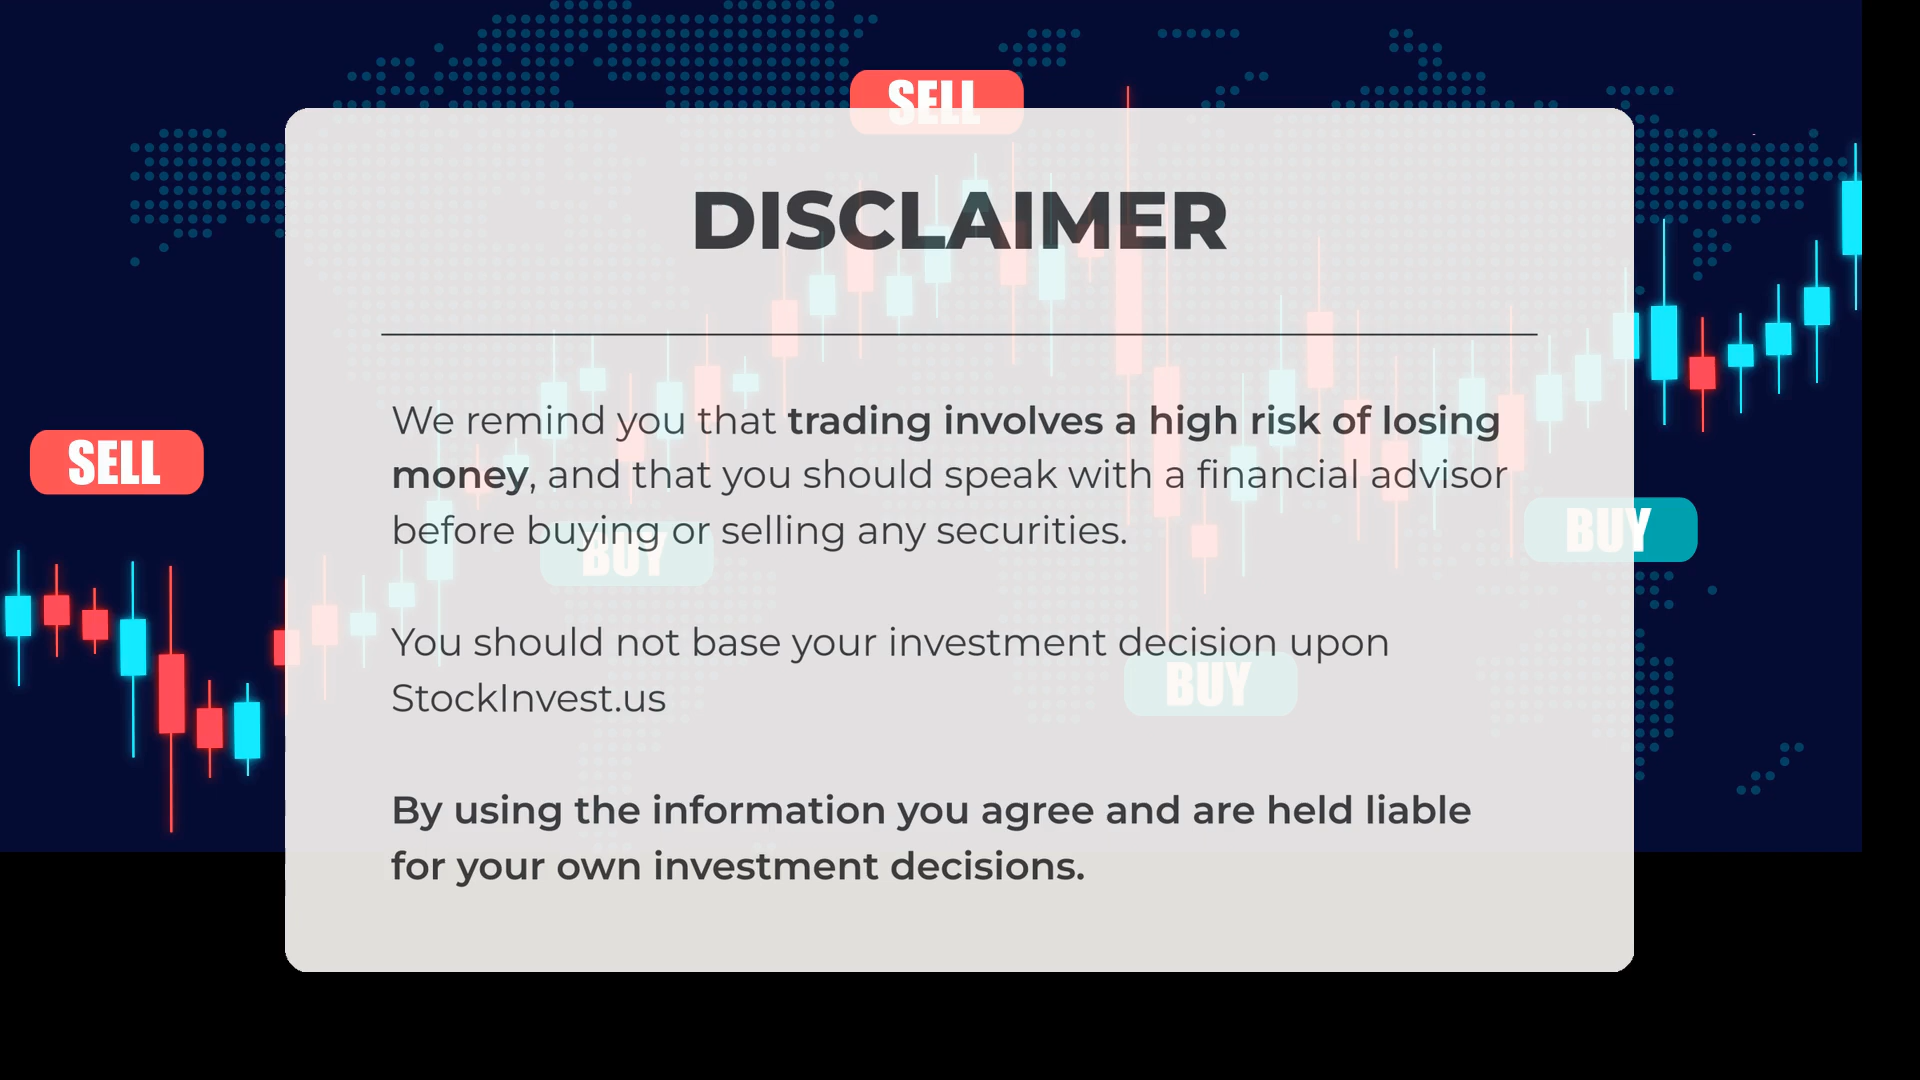 SELL
DISCLAIMER
We remind you that trading involves a high risk of losing
money, and that you should speak with a financial advisor
before buying or selling any securities.
SELL
BUY
BUY
You should not base your investment decision upon
StockInvest.us
BUY
By using the information you agree and are held liable
for your own investment decisions.